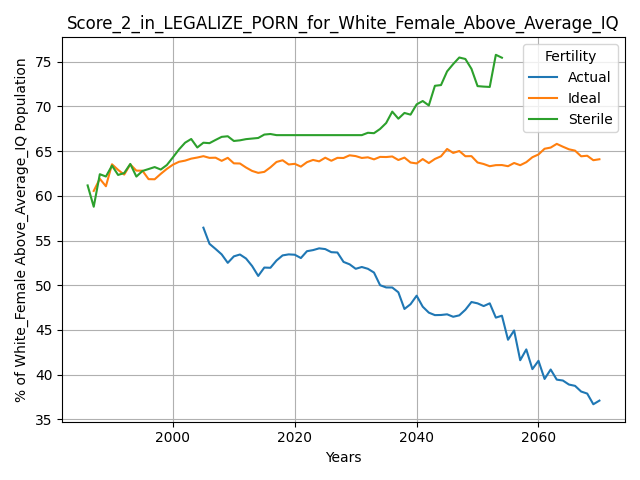 Score_2_in_LEGALIZE_PORN_for_White_Female_Above_Average_IQ
% of White_Female Above_Average_IQ Population
75
70
65
60
55
50
45
40
35
Fertility
Actual
Ideal
Sterile
2000 2020 2040 2060
Years